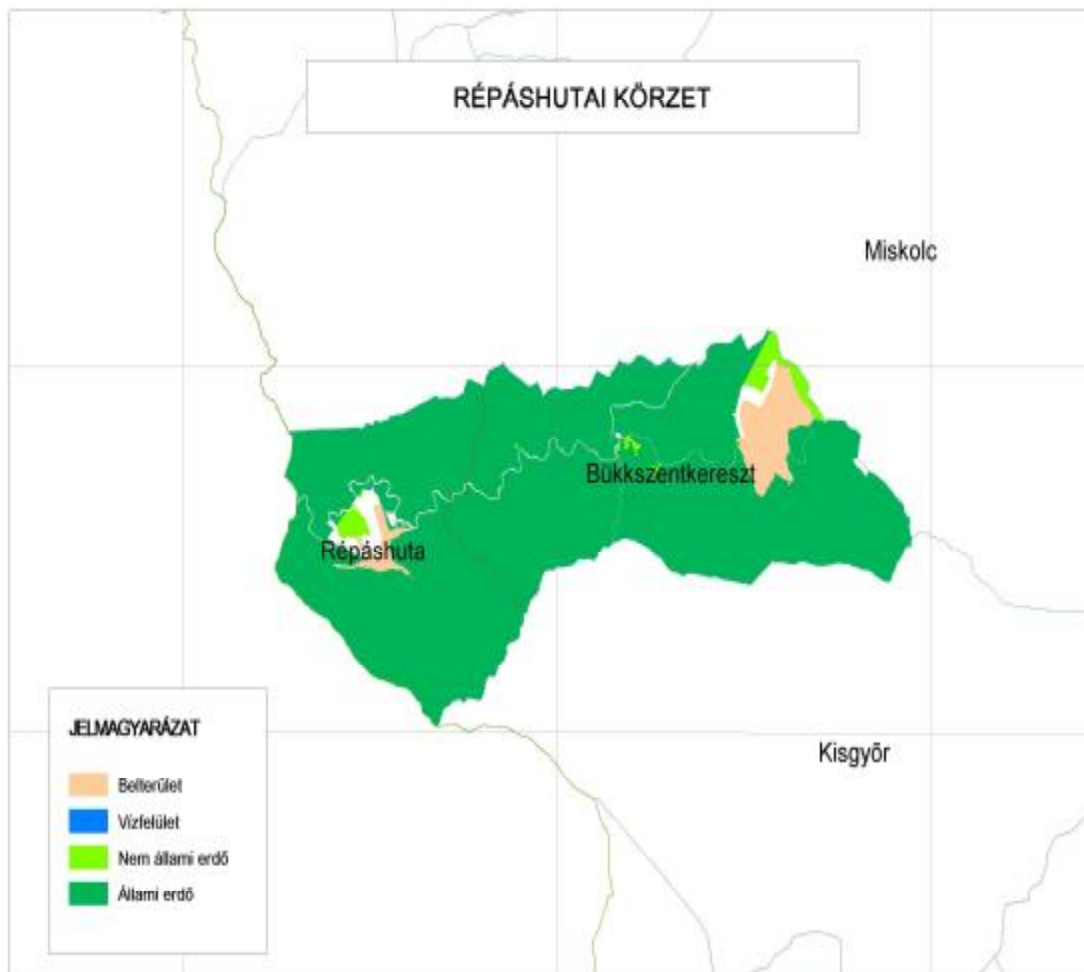 RÉPÁSHUTAI KÖRZET
Miskolc
Bükkszentkereszt
Répáshuta
Kisgyőr
JELMAGYARÁZAT
Belterület
Vízfelület
Nem állami erdő
Állami erdő